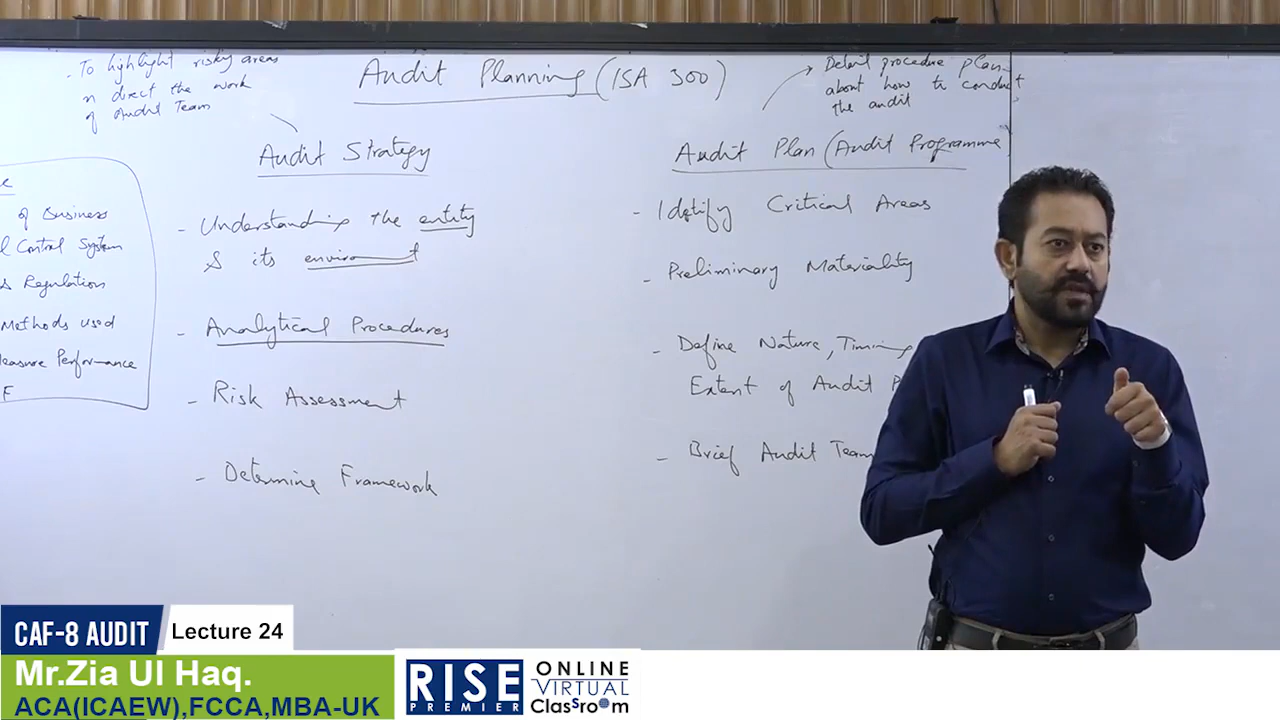 - To highlight risky areas
n direct the work
of Audit Team
Audit Planning (ISA 300)
Detail procedure plan
about how to conduct
the audit
Audit Strategy
- Understanding the entity
& its environment
- Analytical Procedures
- Risk Assessment
- Determine Framework
of Business
Control System
Regulation
Methods used
easure Performance
F
Audit Plan (Audit Programme
- Identify Critical Areas
- Preliminary Materiality
- Define Nature, Timing
Extent of Audit P
- Brief Audit Team
CAF-8 AUDIT
Lecture 24
Mr.Zia Ul Haq.
ACA(ICAEW),FCCA,MBA-UK
RISE
PREMIER
ONLINE
VIRTUAL
Classroom